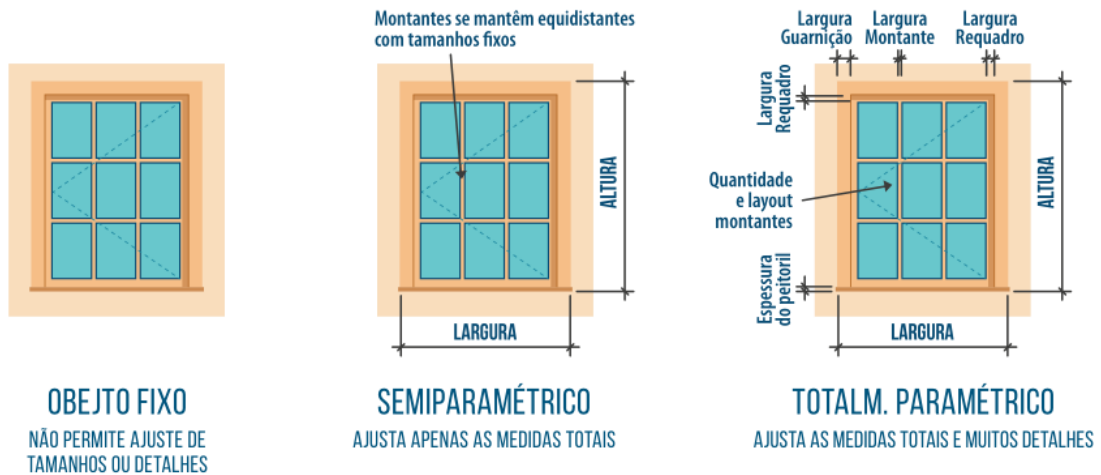 Montantes se mantêm equidistantes
com tamanhos fixos
ALTURA
LARGURA
Largura
Guarnição
Largura
Montante
Largura
Requadro
Largura
Requadro
Quantidade
e layout
montantes
Espessura
do peitoril
ALTURA
LARGURA
OBEJTO FIXO
NÃO PERMITE AJUSTE DE
TAMANHOS OU DETALHES
SEMIPARAMÉTRICO
AJUSTA APENAS AS MEDIDAS TOTAIS
TOTALM. PARAMÉTRICO
AJUSTA AS MEDIDAS TOTAIS E MUITOS DETALHES